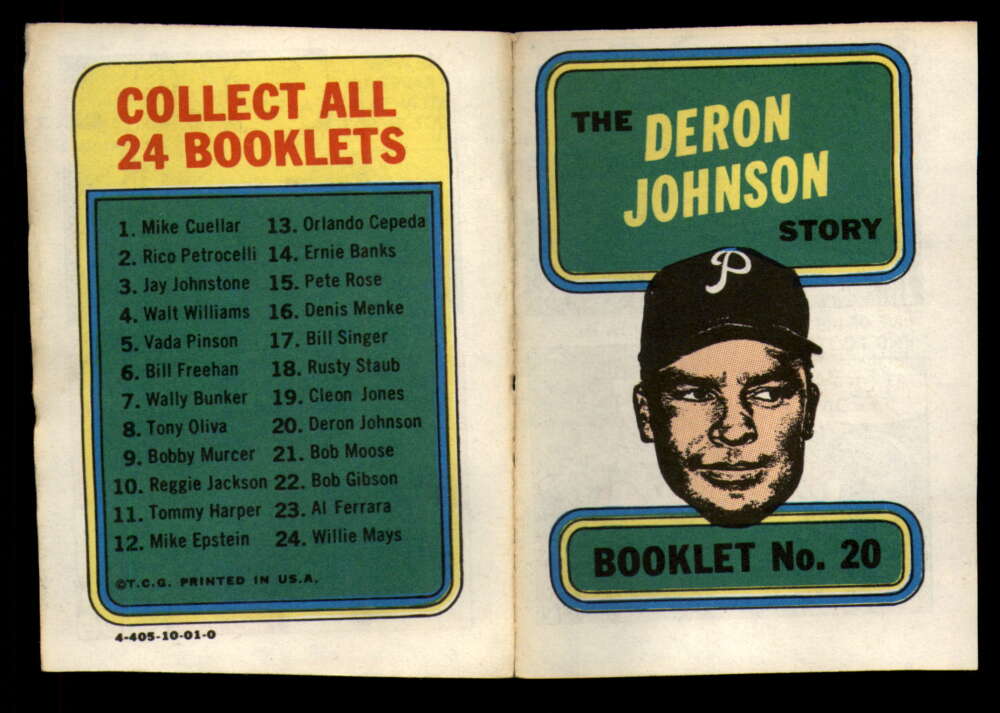 COLLECT ALL
24 BOOKLETS
1. Mike Cuellar
2. Rico Petrocelli
3. Jay Johnstone
4. Walt Williams
5. Vada Pinson
6. Bill Freehan
7. Wally Bunker
8. Tony Oliva
9. Bobby Murcer
10. Reggie Jackson
11. Tommy Harper
12. Mike Epstein
13. Orlando Cepeda
14. Ernie Banks
15. Pete Rose
16. Denis Menke
17. Bill Singer
18. Rusty Staub
19. Cleon Jones
20. Deron Johnson
21. Bob Moose
22. Bob Gibson
23. Al Ferrara
24. Willie Mays
©T.C.G. PRINTED IN U.S.A.
4-405-10-01-0
THE DERON
JOHNSON
STORY
P
BOOKLET No. 20